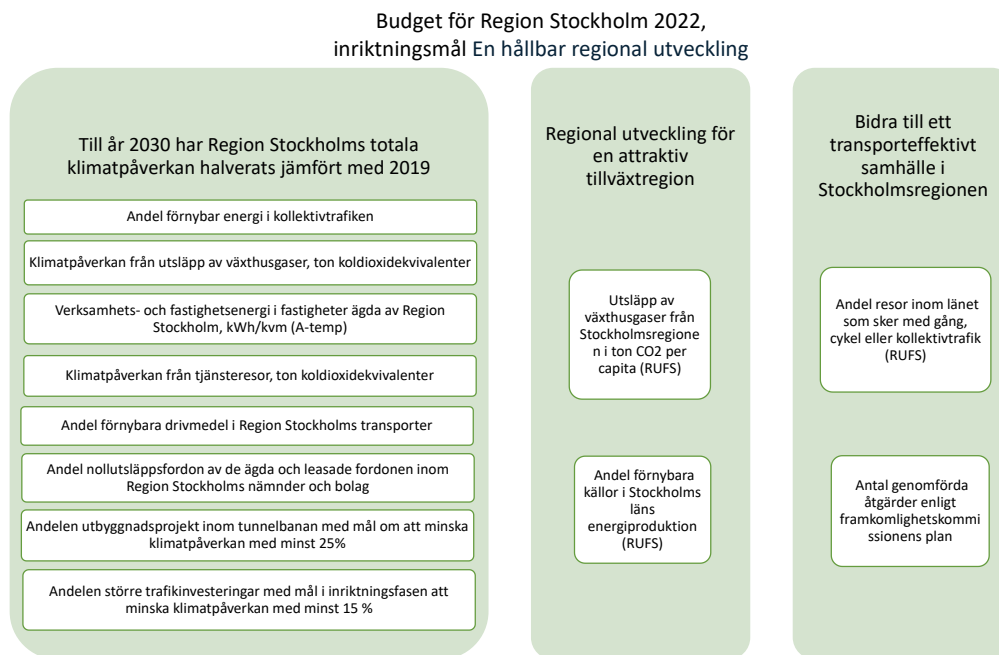 Budget för Region Stockholm 2022,
inriktningsmål En hållbar regional utveckling
Till år 2030 har Region Stockholms totala
klimatpåverkan halverats jämfört med 2019
Andel förnybar energi i kollektivtrafiken
Klimatpåverkan från utsläpp av växthusgaser, ton koldioxidekvivalenter
Verksamhets- och fastighetsenergi i fastigheter ägda av Region
Stockholm, kWh/kvm (A-temp)
Klimatpåverkan från tjänsteresor, ton koldioxidekvivalenter
Andel förnybara drivmedel i Region Stockholms transporter
Andel nollutsläppsfordon av de ägda och leasade fordonen inom
Region Stockholms nämnder och bolag
Andelen utbyggnadsprojekt inom tunnelbanan med mål om att minska
klimatpåverkan med minst 25%
Andelen större trafikinvesteringar med mål i inriktningsfasen att
minska klimatpåverkan med minst 15 %
Regional utveckling för
en attraktiv
tillväxtregion
Utsläpp av
växthusgaser från
Stockholmsregione
n i ton CO2 per
capita (RUFS)
Andel förnybara
källor i Stockholms
läns
energiproduktion
(RUFS)
Bidra till ett
transporteffektivt
samhälle i
Stockholmsregionen
Andel resor inom länet
som sker med gång,
cykel eller kollektivtrafik
(RUFS)
Antal genomförda
åtgärder enligt
framkomlighetskommi
ssionens plan